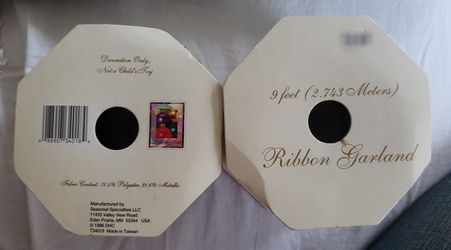 Decoration Only,
Not a Child's Toy
Fabric Content: 78.4% Polyester, 21.6% Metallic
Manufactured by
Seasonal Specialties LLC
11455 Valley View Road
Eden Prairie, MN 55344 USA
© 1996 DHC
T34018 Made in Taiwan
9 feet (2.743 Meters)
Ribbon Garland